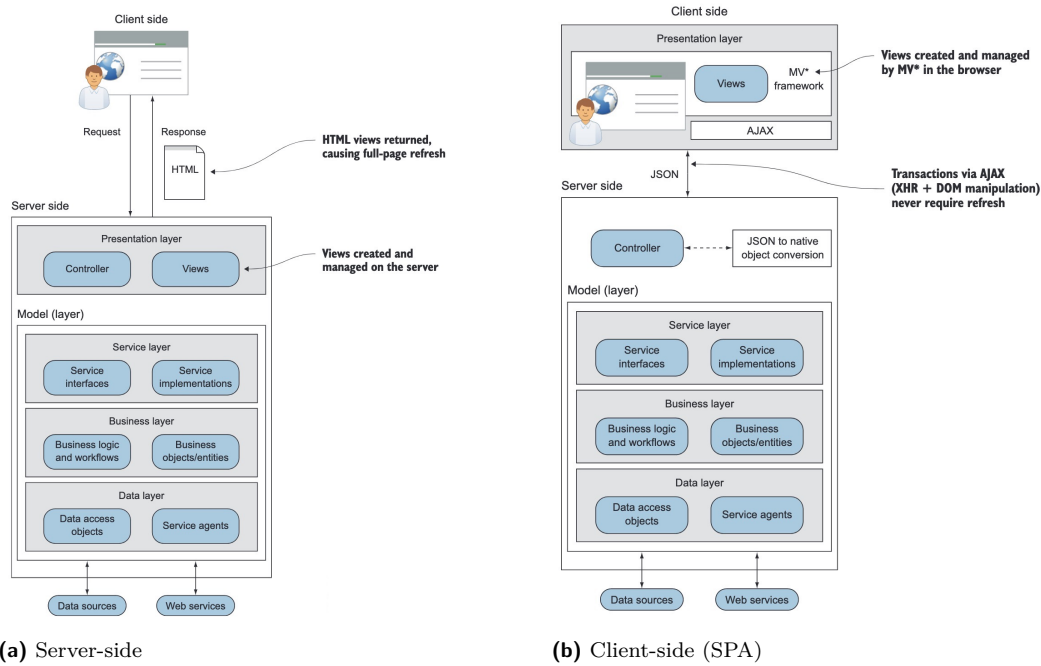 Client side
Request
Response
HTML
HTML views returned,
causing full-page refresh
Server side
Presentation layer
Controller
Views
Views created and
managed on the server
Model (layer)
Service layer
Service
interfaces
Service
implementations
Business layer
Business logic
and workflows
Business
objects/entities
Data layer
Data access
objects
Service agents
Data sources
Web services
(a) Server-side
Client side
Presentation layer
Views
MV*
framework
AJAX
Views created and managed
by MV* in the browser
JSON
Transactions via AJAX
(XHR + DOM manipulation)
never require refresh
Server side
Controller
JSON to native
object conversion
Model (layer)
Service layer
Service
interfaces
Service
implementations
Business layer
Business logic
and workflows
Business
objects/entities
Data layer
Data access
objects
Service agents
Data sources
Web services
(b) Client-side (SPA)